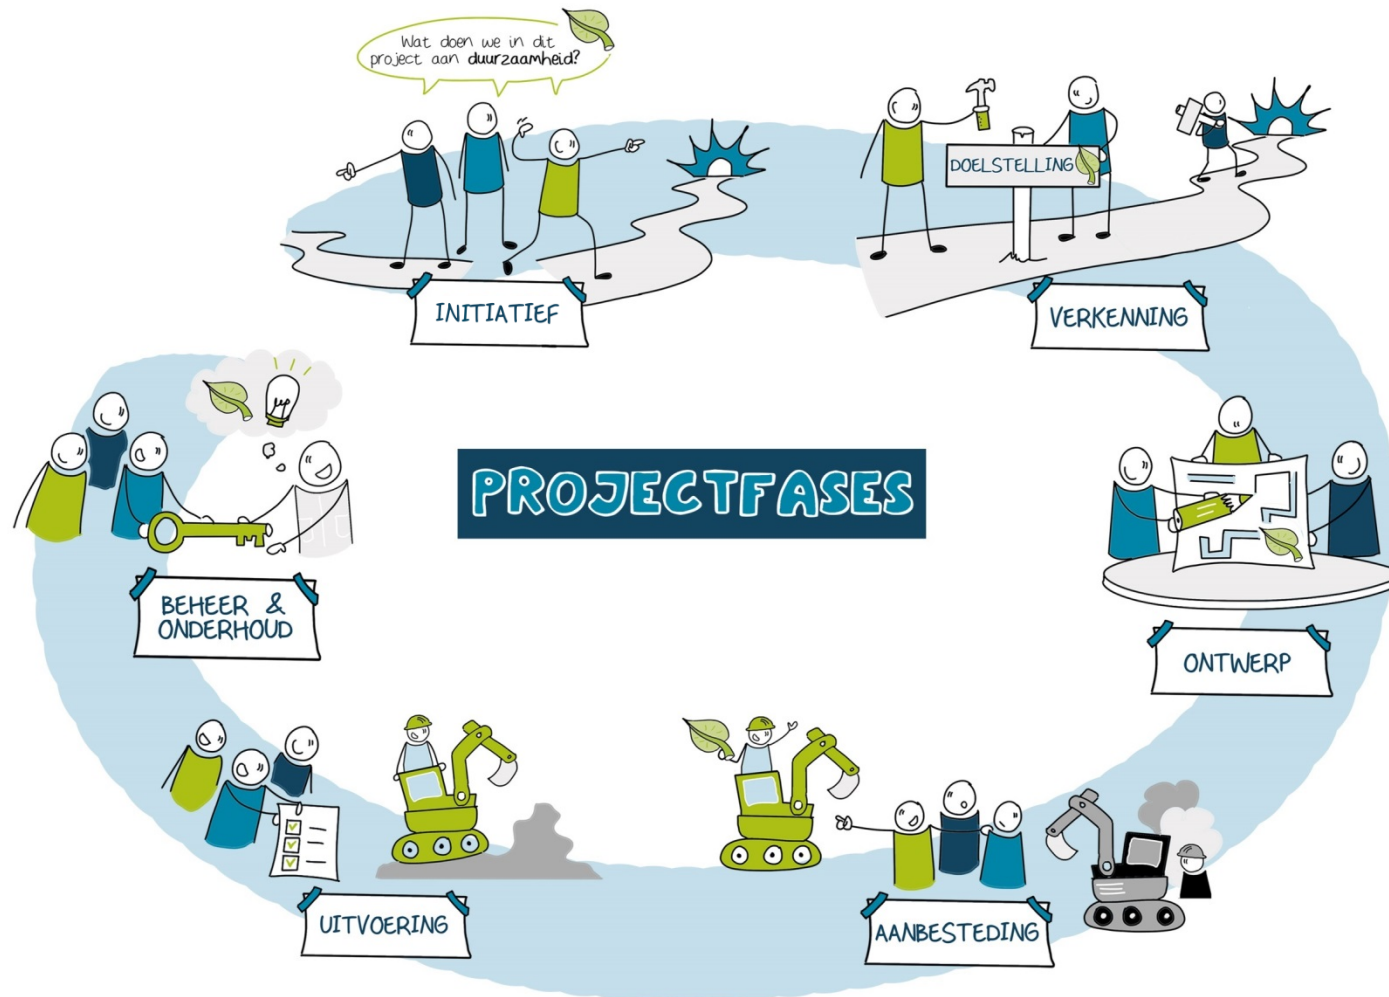 Wat doen we in dit
project aan duurzaamheid?
INITIATIEF
DOELSTELLING
VERKENNING
PROJECTFASES
ONTWERP
AANBESTEDING
UITVOERING
BEHEER &
ONDERHOUD